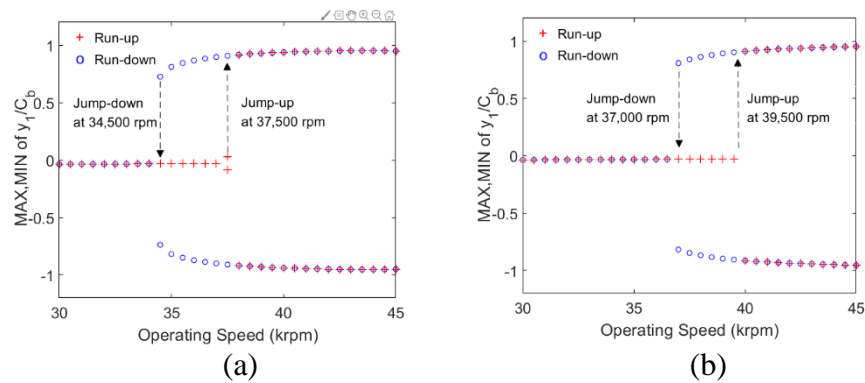 MAX,MIN of y1/Cb
1
0.5
0
-0.5
-1
+ Run-up
o Run-down
Jump-down
at 34,500 rpm
Jump-up
at 37,500 rpm
30 35 40 45
Operating Speed (krpm)
(a)
MAX,MIN of y1/Cb
1
0.5
0
-0.5
-1
+ Run-up
o Run-down
Jump-down
at 37,000 rpm
Jump-up
at 39,500 rpm
30 35 40 45
Operating Speed (krpm)
(b)